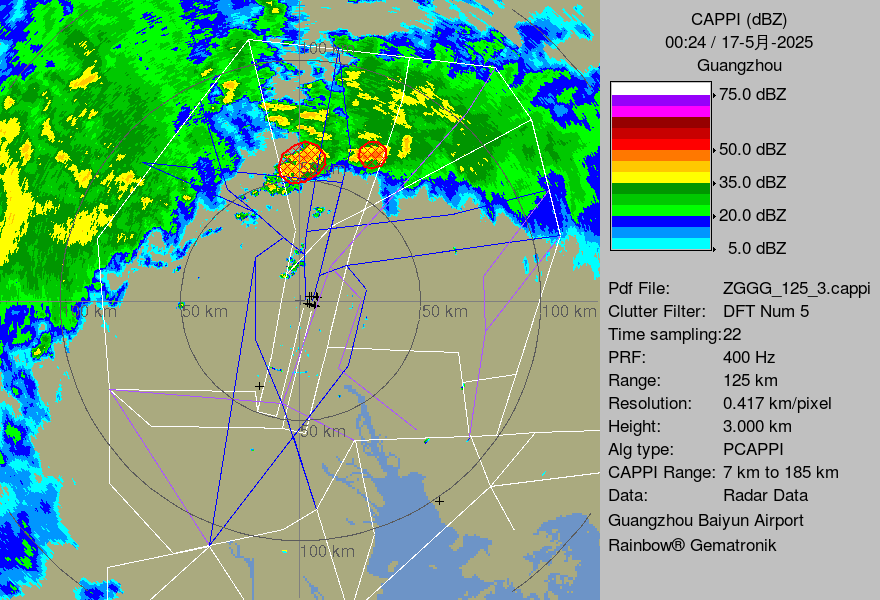 100 km
100 km
50 km
50 km
100 km
50 km
100 km
CAPPI (dBZ)
00:24 / 17-5月-2025
Guangzhou
75.0 dBZ
50.0 dBZ
35.0 dBZ
20.0 dBZ
5.0 dBZ
Pdf File: ZGGG_125_3.cappi
Clutter Filter: DFT Num 5
Time sampling:22
PRF: 400 Hz
Range: 125 km
Resolution: 0.417 km/pixel
Height: 3.000 km
Alg type: PCAPPI
CAPPI Range: 7 km to 185 km
Data: Radar Data
Guangzhou Baiyun Airport
Rainbow® Gematronik